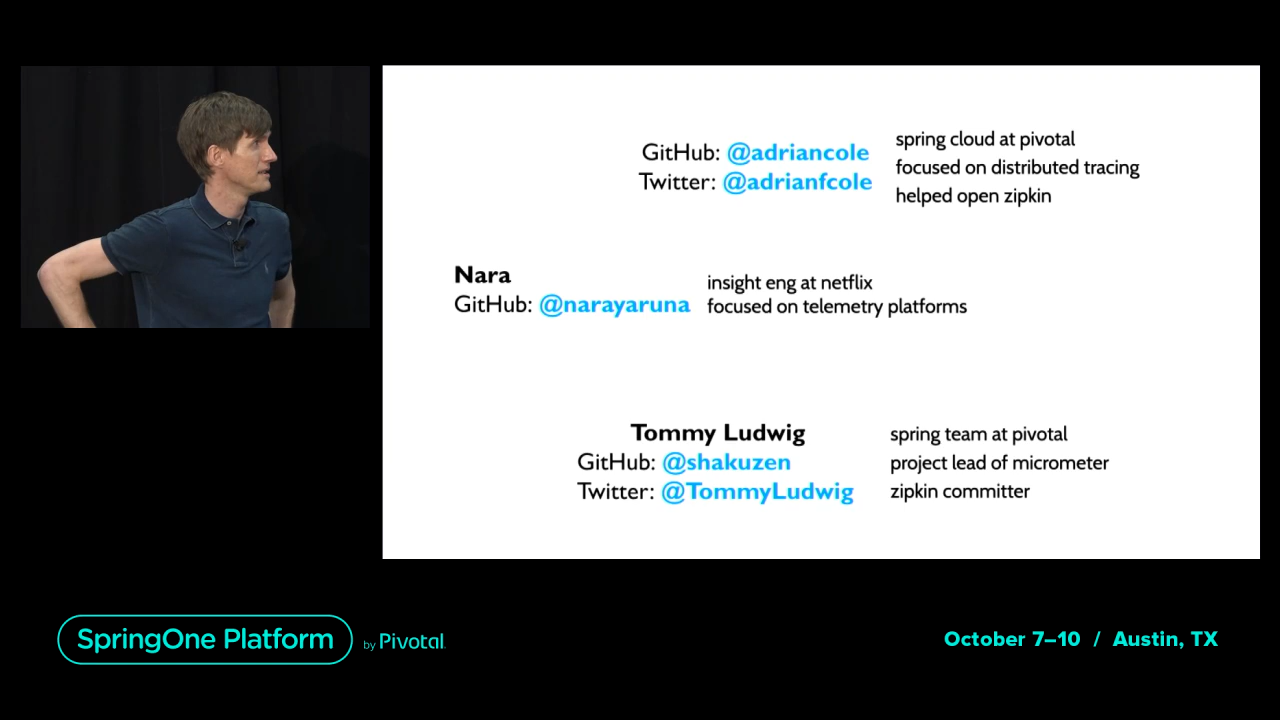 GitHub: @adriancole
Twitter: @adrianfcole
spring cloud at pivotal
focused on distributed tracing
helped open zipkin
Nara
GitHub: @narayaruna
insight eng at netflix
focused on telemetry platforms
Tommy Ludwig
GitHub: @shakuzen
Twitter: @TommyLudwig
spring team at pivotal
project lead of micrometer
zipkin committer
SpringOne Platform by Pivotal
October 7–10 / Austin, TX